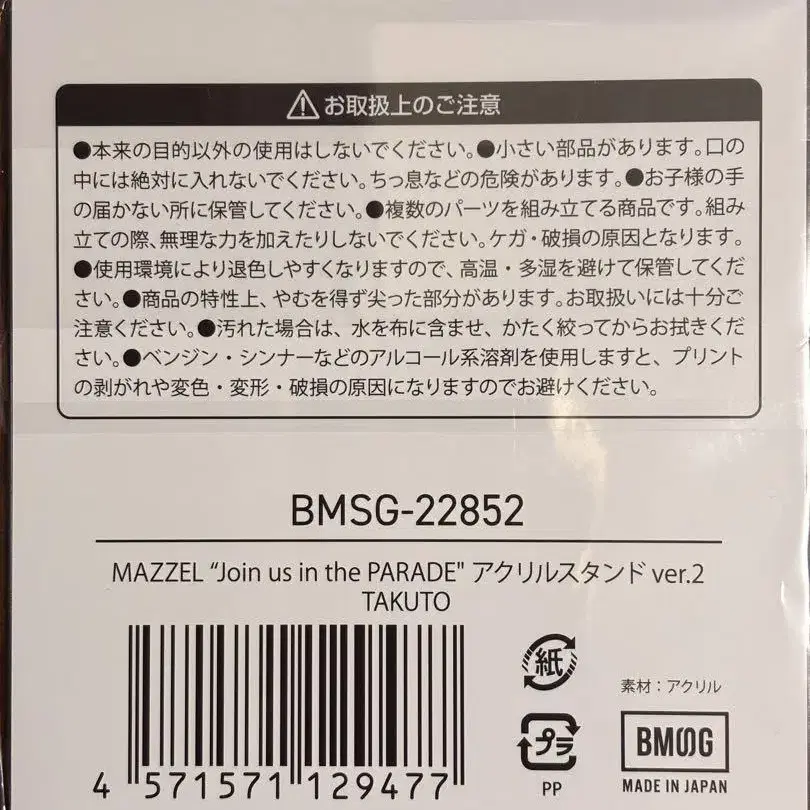 ⚠お取扱上のご注意
●本来の目的以外の使用はしないでください。●小さい部品があります。口の
中には絶対に入れないでください。ちっ息などの危険があります。●お子様の手
の届かない所に保管してください。●複数のパーツを組み立てる商品です。組み
立ての際、無理な力を加えたりしないでください。ケガ・破損の原因となります。
●使用環境により退色しやすくなりますので、高温・多湿を避けて保管してくだ
さい。●商品の特性上、やむを得ず尖った部分があります。お取扱いには十分ご
注意ください。●汚れた場合は、水を布に含ませ、かたく絞ってからお拭きくだ
さい。●ベンジン・シンナーなどのアルコール系溶剤を使用しますと、プリント
の剥がれや変色・変形・破損の原因になりますのでお避けください。
BMSG-22852
MAZZEL “Join us in the PARADE" アクリルスタンド ver.2
TAKUTO
4 571571 129477
紙
プラ
PP
素材：アクリル
BMSG
MADE IN JAPAN